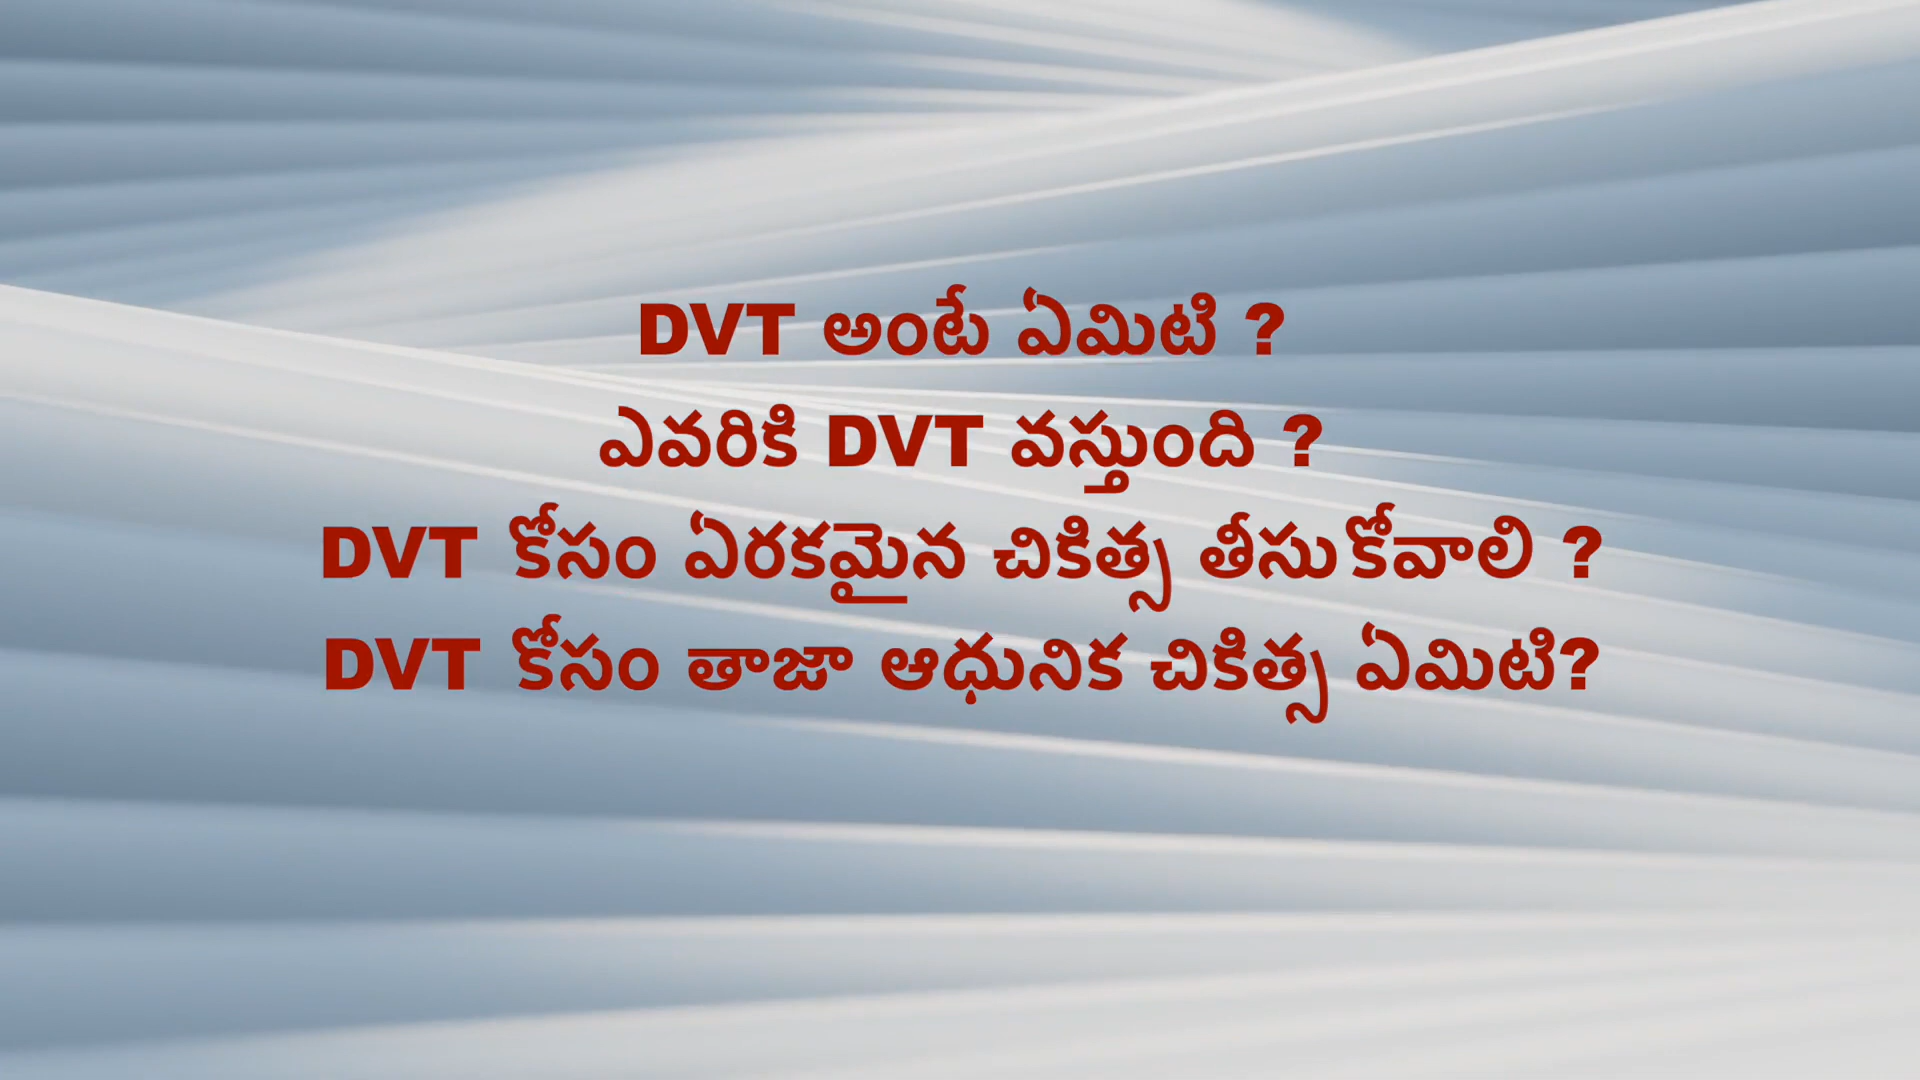 DVT అంటే ఏమిటి ?
ఎవరికి DVT వస్తుంది ?
DVT కోసం ఏరకమైన చికిత్స తీసుకోవాలి ?
DVT కోసం తాజా ఆధునిక చికిత్స ఏమిటి?